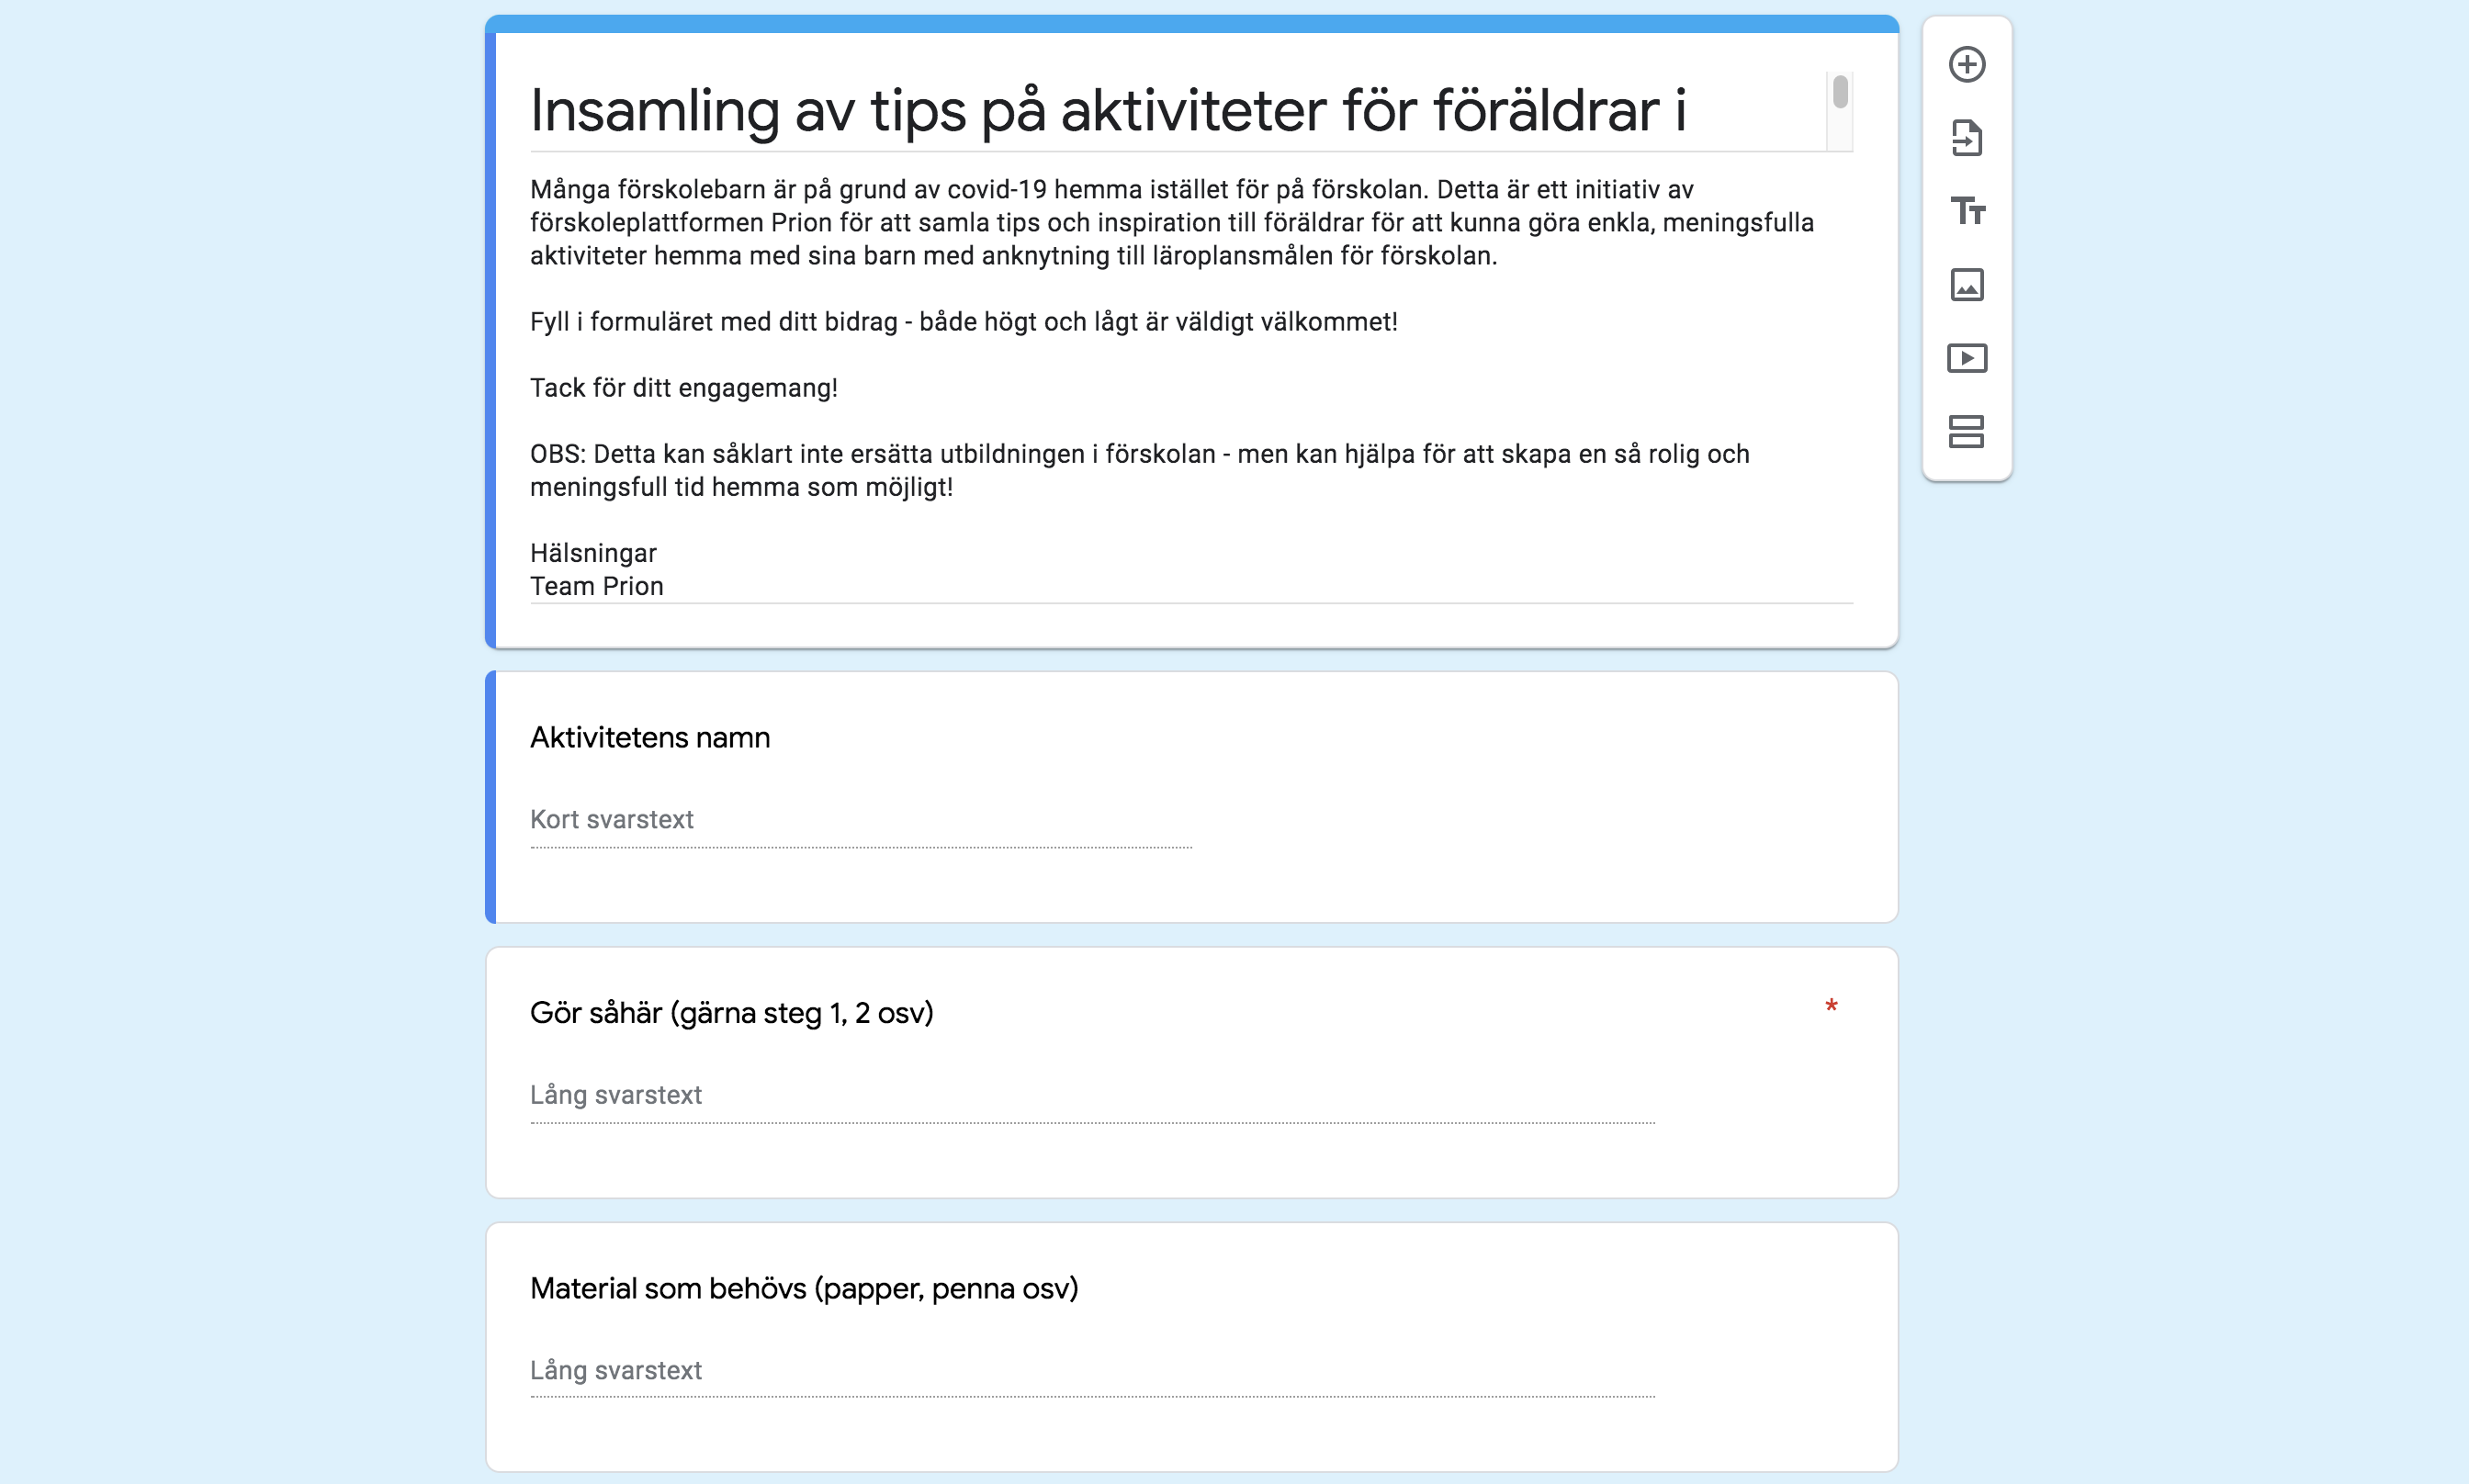 Insamling av tips på aktiviteter för föräldrar i
Många förskolebarn är på grund av covid-19 hemma istället för på förskolan. Detta är ett initiativ av
förskoleplattformen Prion för att samla tips och inspiration till föräldrar för att kunna göra enkla, meningsfulla
aktiviteter hemma med sina barn med anknytning till läroplansmålen för förskolan.
Fyll i formuläret med ditt bidrag - både högt och lågt är väldigt välkommet!
Tack för ditt engagemang!
OBS: Detta kan såklart inte ersätta utbildningen i förskolan - men kan hjälpa för att skapa en så rolig och
meningsfull tid hemma som möjligt!
Hälsningar
Team Prion
Aktivitetens namn
Kort svarstext
Gör såhär (gärna steg 1, 2 osv) *
Lång svarstext
Material som behövs (papper, penna osv)
Lång svarstext